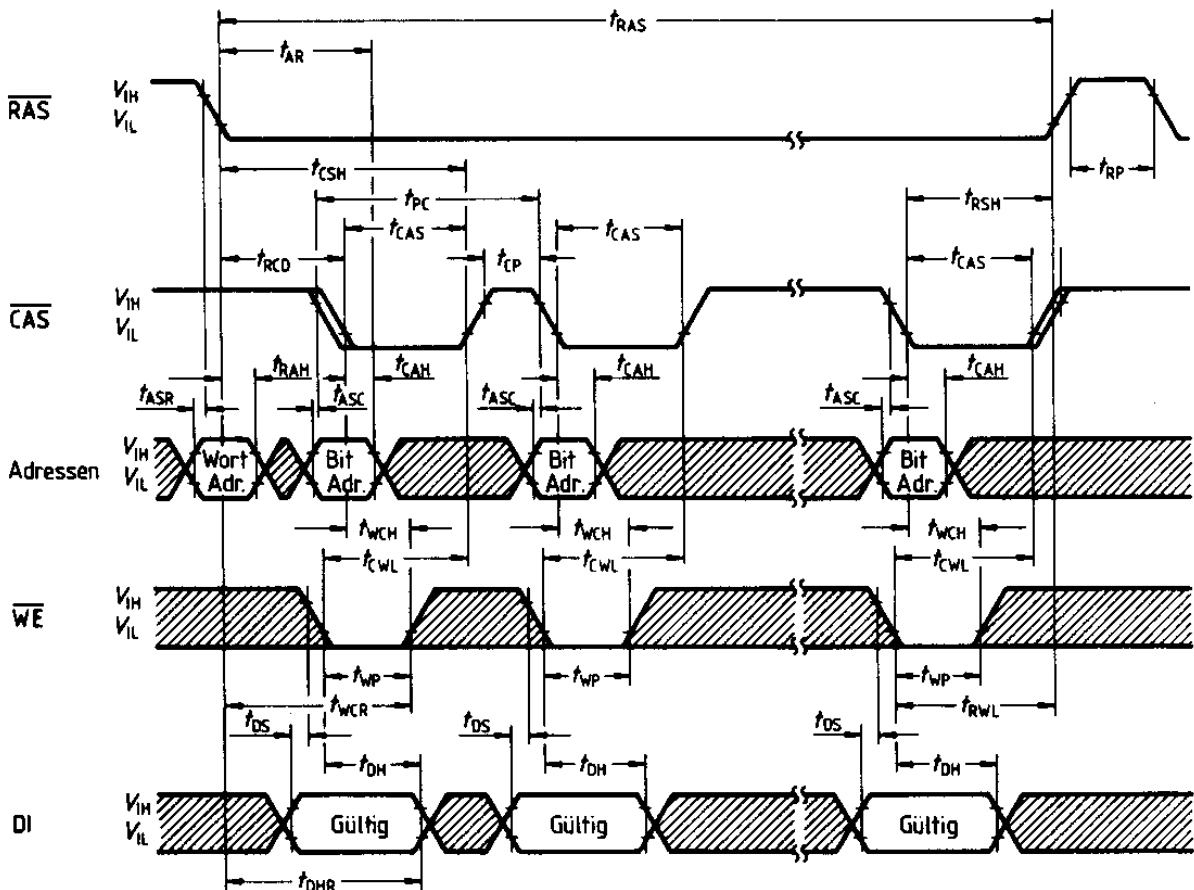 tRAS
tAR
RAS VIH
VIL
tCSH tRP
tPC tRSH
tCAS tCAS
tRCD tCP tCAS
CAS VIH
VIL
tRAH tCAH tCAH tCAH
tASR tASC tASC tASC
Adressen VIH Wort Bit Bit Bit
VIL Adr. Adr. Adr. Adr.
tWCH tWCH tWCH
tCWL tCWL tCWL
WE VIH
VIL
tWP tWP tWP
tWCR tRWL
tDS tDS tDS
tDH tDH tDH
DI VIH Gültig Gültig Gültig
VIL
tDHR